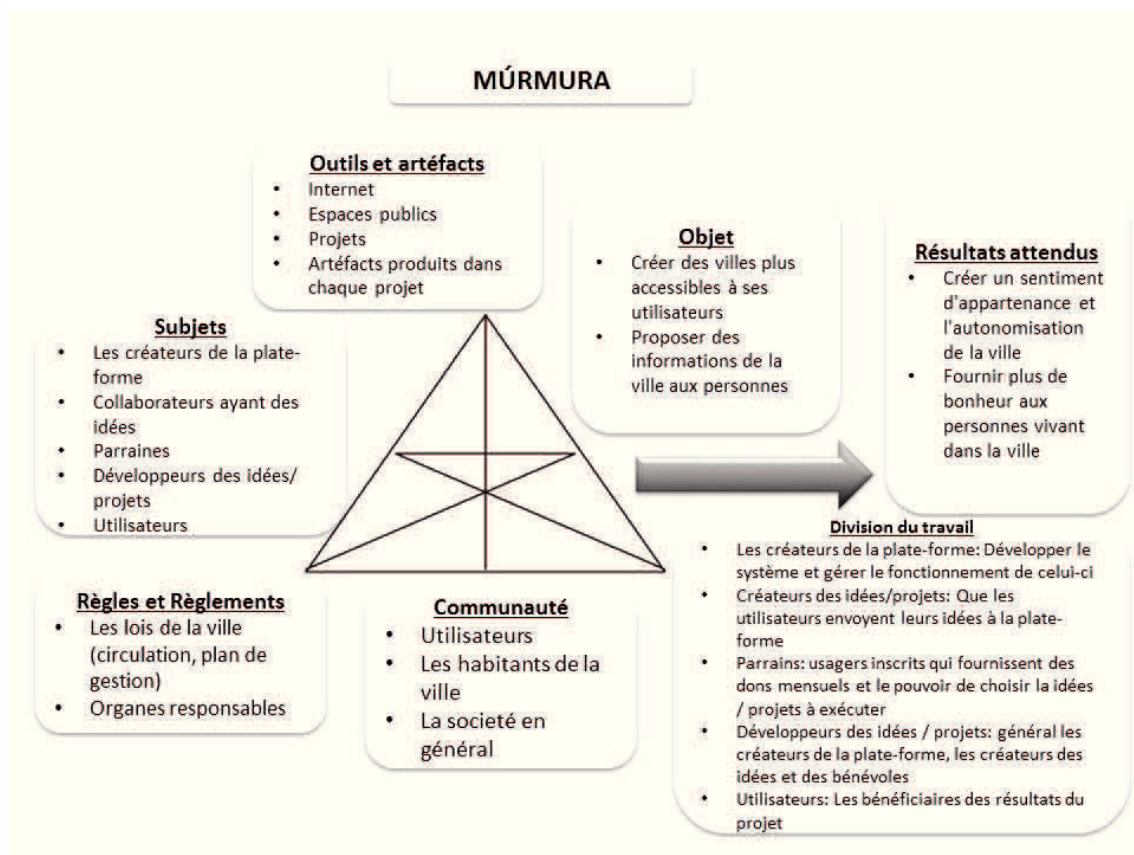 MÚRMURA
Outils et artéfacts
• Internet
• Espaces publics
• Projets
• Artéfacts produits dans
chaque projet
Objet
• Créer des villes plus
accessibles à ses
utilisateurs
• Proposer des
informations de la
ville aux personnes
Résultats attendus
• Créer un sentiment
d'appartenance et
l'autonomisation
de la ville
• Fournir plus de
bonheur aux
personnes vivant
dans la ville
Subjets
• Les créateurs de la plate-
forme
• Collaborateurs ayant des
idées
• Parraines
• Développeurs des idées/
projets
• Utilisateurs
Règles et Règlements
• Les lois de la ville
(circulation, plan de
gestion)
• Organes responsables
Communauté
• Utilisateurs
• Les habitants de la
ville
• La societé en
général
Division du travail
• Les créateurs de la plate-forme: Développer le
système et gérer le fonctionnement de celui-ci
• Créateurs des idées/projets: Que les
utilisateurs envoyent leurs idées à la plate-
forme
• Parrains: usagers inscrits qui fournissent des
dons mensuels et le pouvoir de choisir la idées
/ projets à exécuter
• Développeurs des idées / projets: général les
créateurs de la plate-forme, les créateurs des
idées et des bénévoles
• Utilisateurs: Les bénéficiaires des résultats du
projet